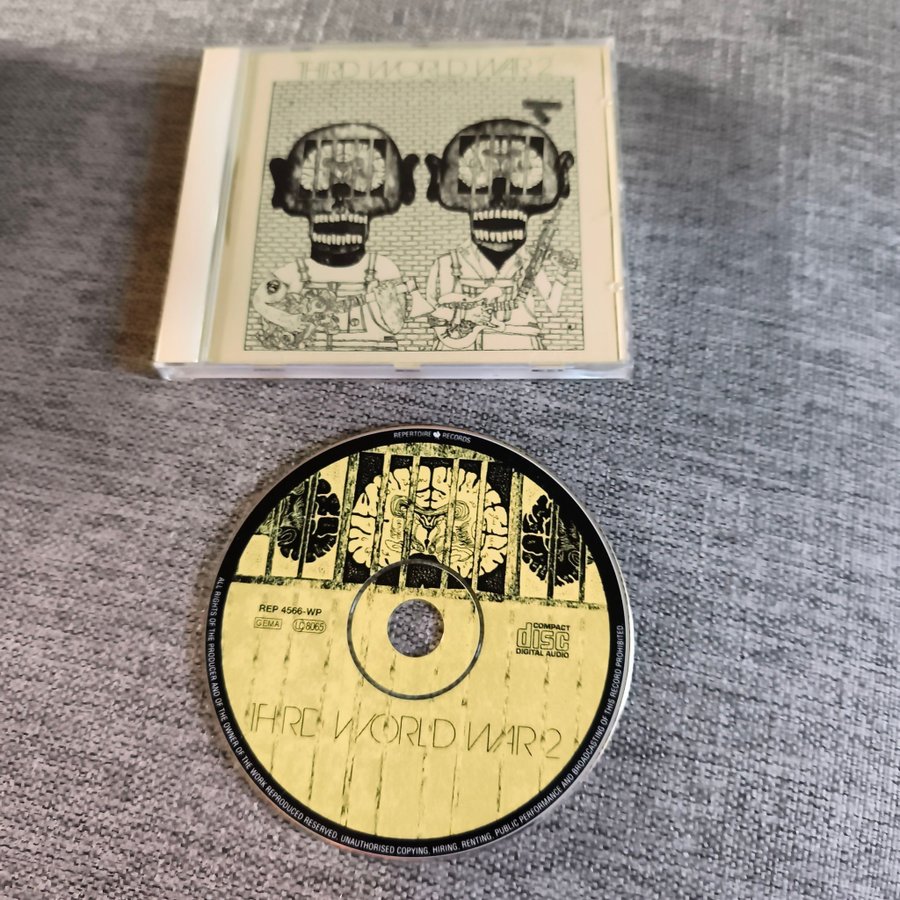 THIRD WORLD WAR 2
REPERTOIRE RECORDS
REP 4566-WP
GEMA LC 8065
COMPACT
disc
DIGITAL AUDIO
THIRD WORLD WAR 2
ALL RIGHTS OF THE PRODUCER AND OF THE OWNER OF THE WORK REPRODUCED RESERVED. UNAUTHORISED COPYING. HIRING. RENTING. PUBLIC PERFORMANCE AND BROADCASTING OF THIS RECORD PROHIBITED.